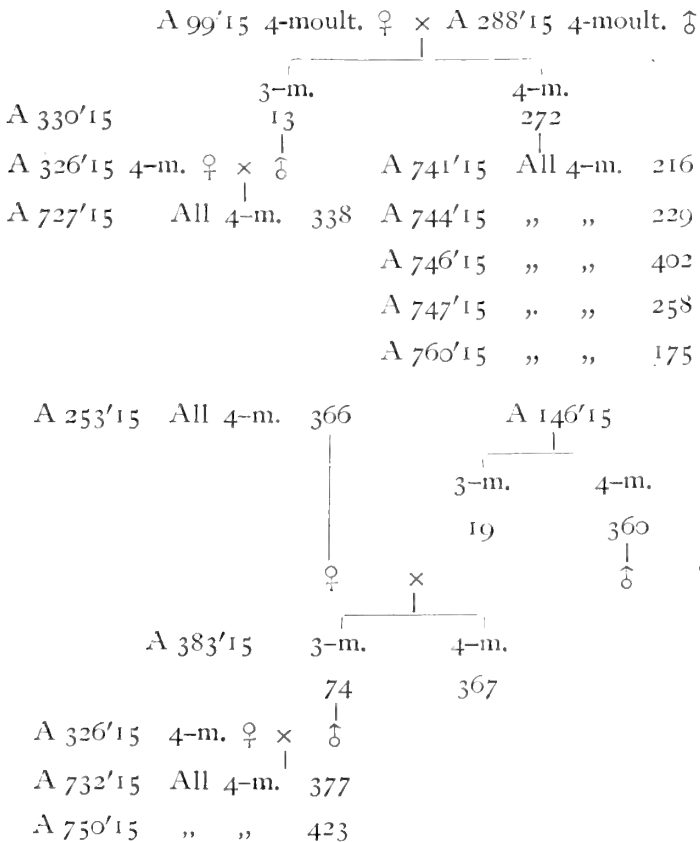 A 99'15 4-moult. ♀ × A 288'15 4-moult. ♂
3-m. 4-m.
A 330'15 13 272
A 326'15 4-m. ♀ × ♂ A 741'15 All 4-m. 216
A 727'15 All 4-m. 338 A 744'15 ,, ,, 229
A 746'15 ,, ,, 402
A 747'15 ,. ,, 258
A 760'15 ,, ,, 175
A 253'15 All 4-m. 366 A 146'15
3-m. 4-m.
19 360
♀ × ♂
A 383'15 3-m. 4-m.
74 367
A 326'15 4-m. ♀ × ♂
A 732'15 All 4-m. 377
A 750'15 ,, ,, 423